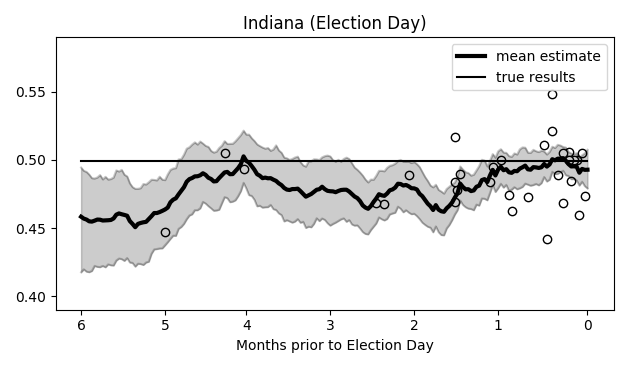 Indiana (Election Day)
mean estimate
true results
0.55
0.50
0.45
0.40
6 5 4 3 2 1 0
Months prior to Election Day